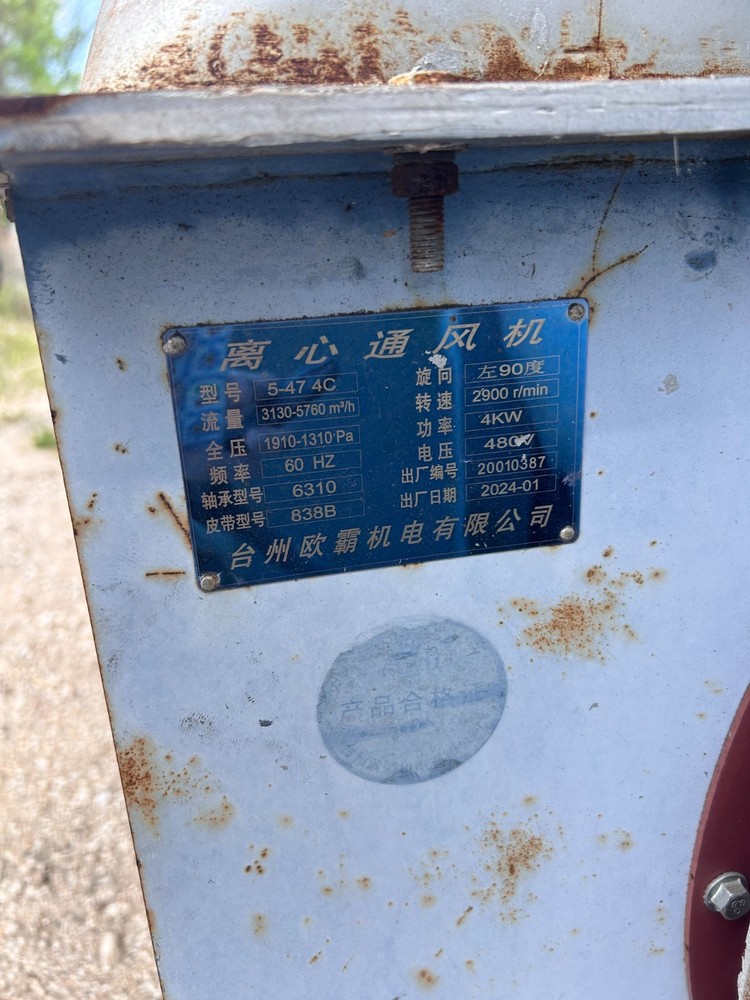 离心通风机
型号 5-47 4C 旋向 左90度
流量 3130-5760 m³/h 转速 2900 r/min
全压 1910-1310 Pa 功率 4KW
频率 60 HZ 电压 480V
轴承型号 6310 出厂编号 20010387
皮带型号 838B 出厂日期 2024-01
台州欧霸机电有限公司
产品合格证